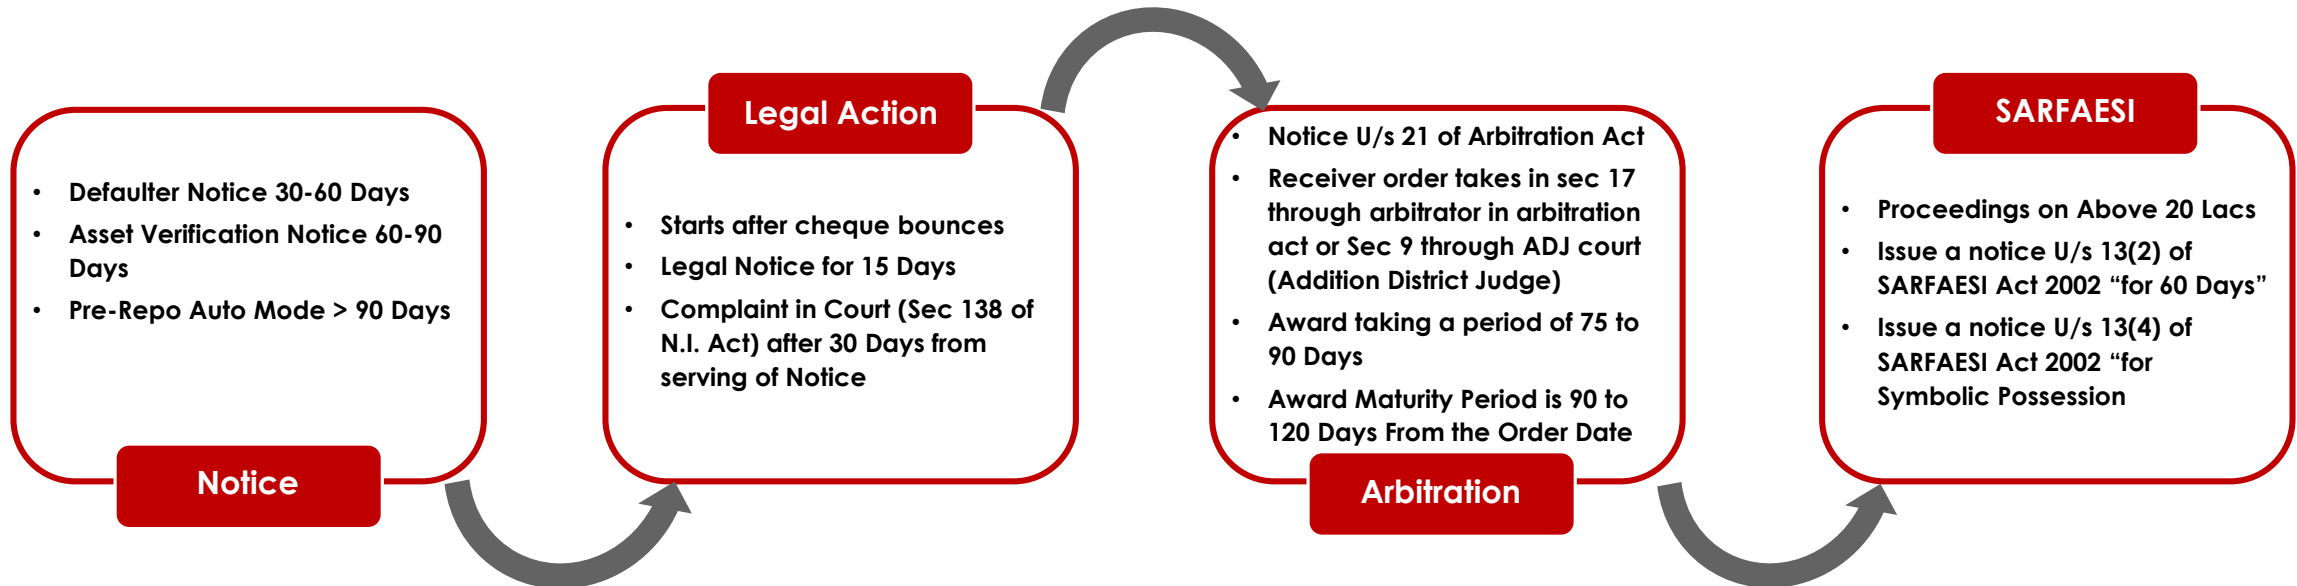 • Defaulter Notice 30-60 Days
• Asset Verification Notice 60-90
Days
• Pre-Repo Auto Mode > 90 Days
Notice
Legal Action
• Starts after cheque bounces
• Legal Notice for 15 Days
• Complaint in Court (Sec 138 of
N.I. Act) after 30 Days from
serving of Notice
• Notice U/s 21 of Arbitration Act
• Receiver order takes in sec 17
through arbitrator in arbitration
act or Sec 9 through ADJ court
(Addition District Judge)
• Award taking a period of 75 to
90 Days
• Award Maturity Period is 90 to
120 Days From the Order Date
Arbitration
SARFAESI
• Proceedings on Above 20 Lacs
• Issue a notice U/s 13(2) of
SARFAESI Act 2002 “for 60 Days”
• Issue a notice U/s 13(4) of
SARFAESI Act 2002 “for
Symbolic Possession